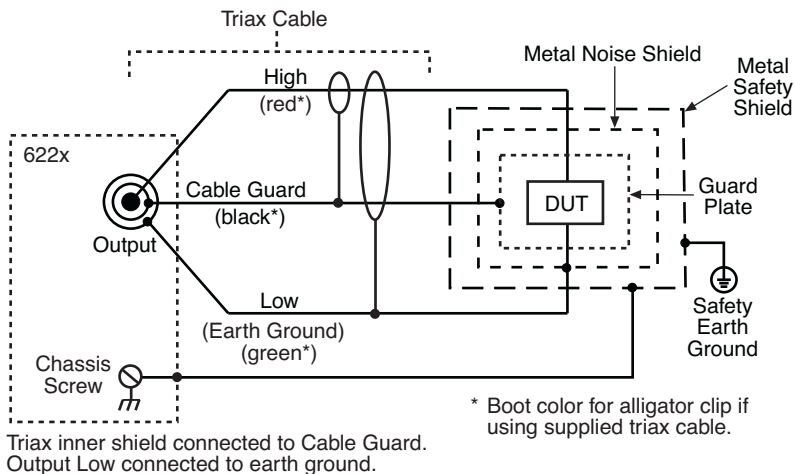 Triax Cable
High
(red*)
Metal Noise Shield
Metal
Safety
Shield
622x
Cable Guard
(black*)
Output
DUT
Guard
Plate
Low
(Earth Ground)
(green*)
Safety
Earth
Ground
Chassis
Screw
* Boot color for alligator clip if
using supplied triax cable.
Triax inner shield connected to Cable Guard.
Output Low connected to earth ground.